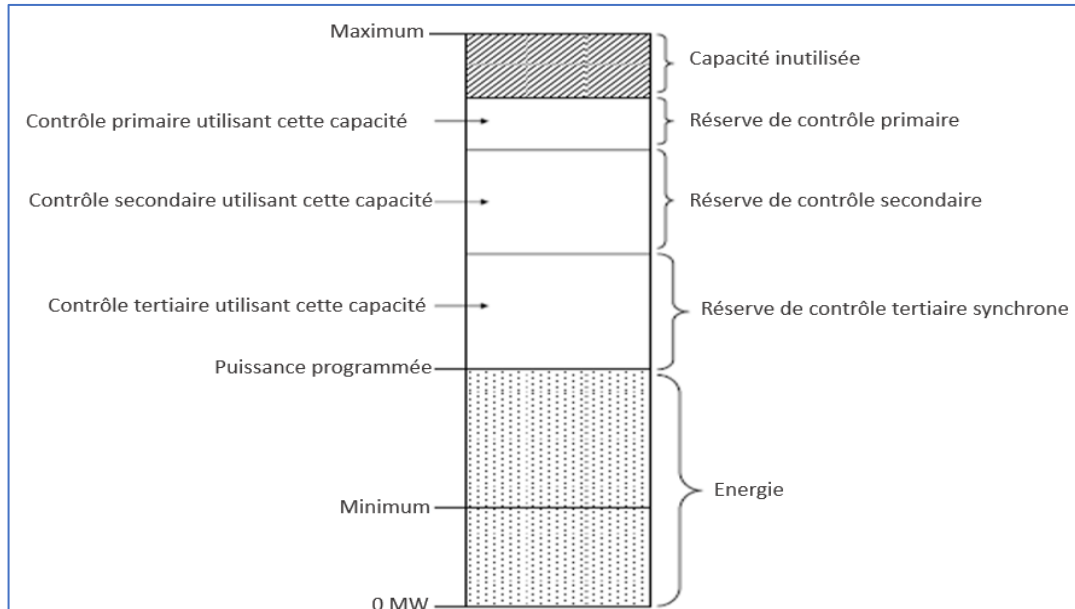 Maximum
Capacité inutilisée
Contrôle primaire utilisant cette capacité
Réserve de contrôle primaire
Contrôle secondaire utilisant cette capacité
Réserve de contrôle secondaire
Contrôle tertiaire utilisant cette capacité
Réserve de contrôle tertiaire synchrone
Puissance programmée
Energie
Minimum
0 MW